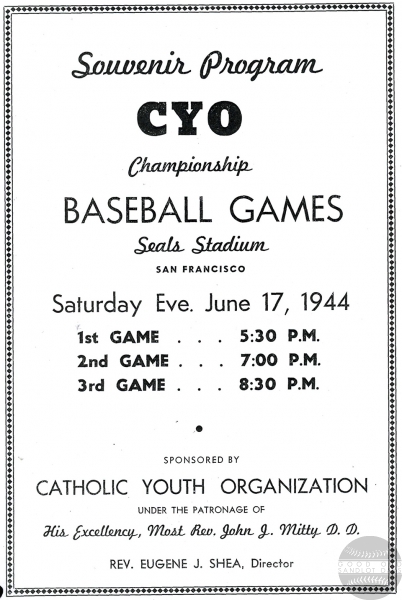 Souvenir Program
CYO
Championship
BASEBALL GAMES
Seals Stadium
SAN FRANCISCO
Saturday Eve. June 17, 1944
1st GAME . . . 5:30 P.M.
2nd GAME . . . 7:00 P.M.
3rd GAME . . . 8:30 P.M.
SPONSORED BY
CATHOLIC YOUTH ORGANIZATION
UNDER THE PATRONAGE OF
His Excellency, Most Rev. John J. Mitty D. D.
REV. EUGENE J. SHEA, Director